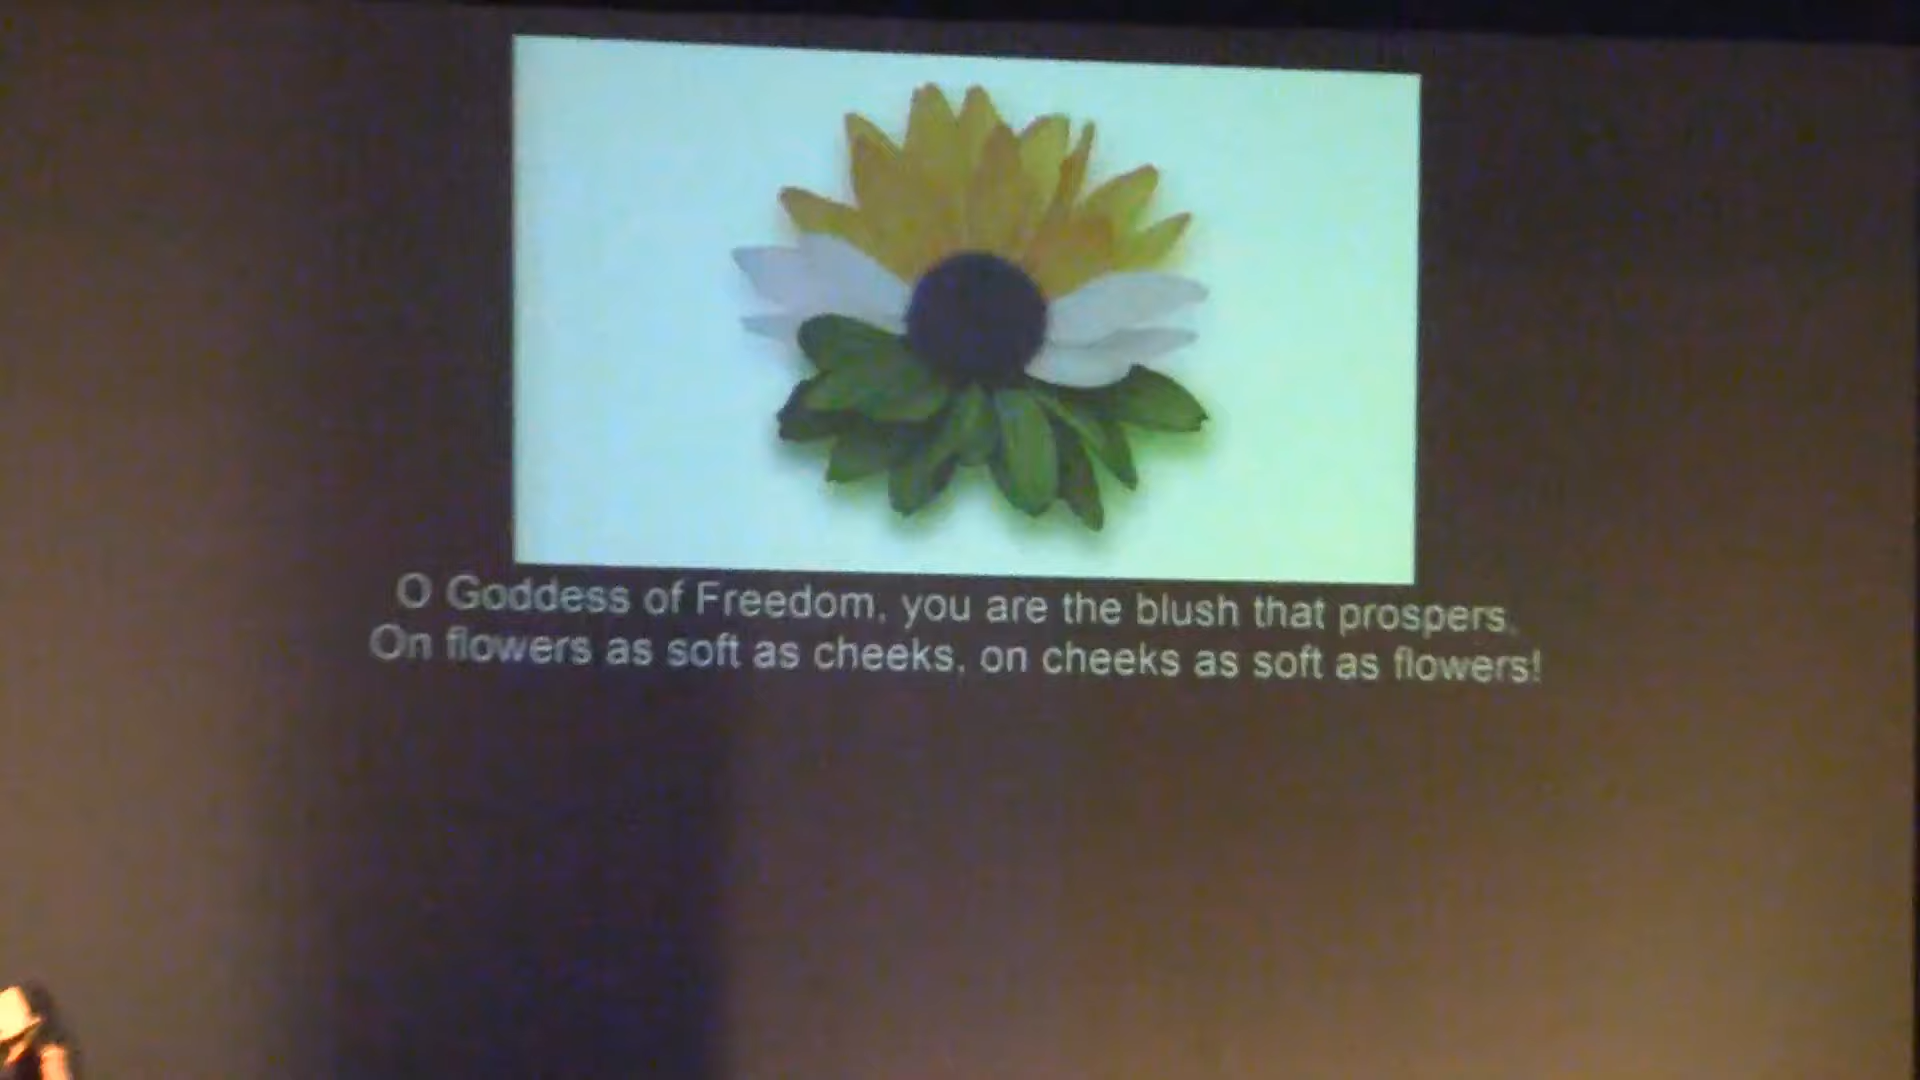 O Goddess of Freedom, you are the blush that prospers,
On flowers as soft as cheeks, on cheeks as soft as flowers!